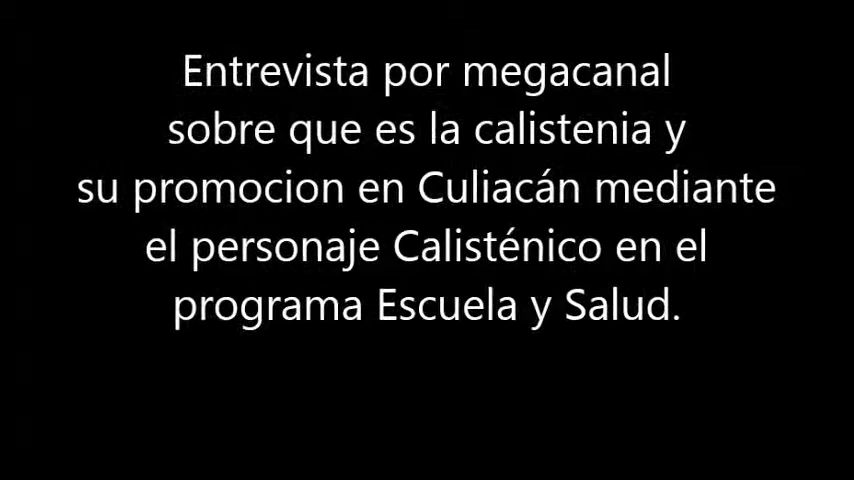 Entrevista por megacanal
sobre que es la calistenia y
su promocion en Culiacán mediante
el personaje Calisténico en el
programa Escuela y Salud.